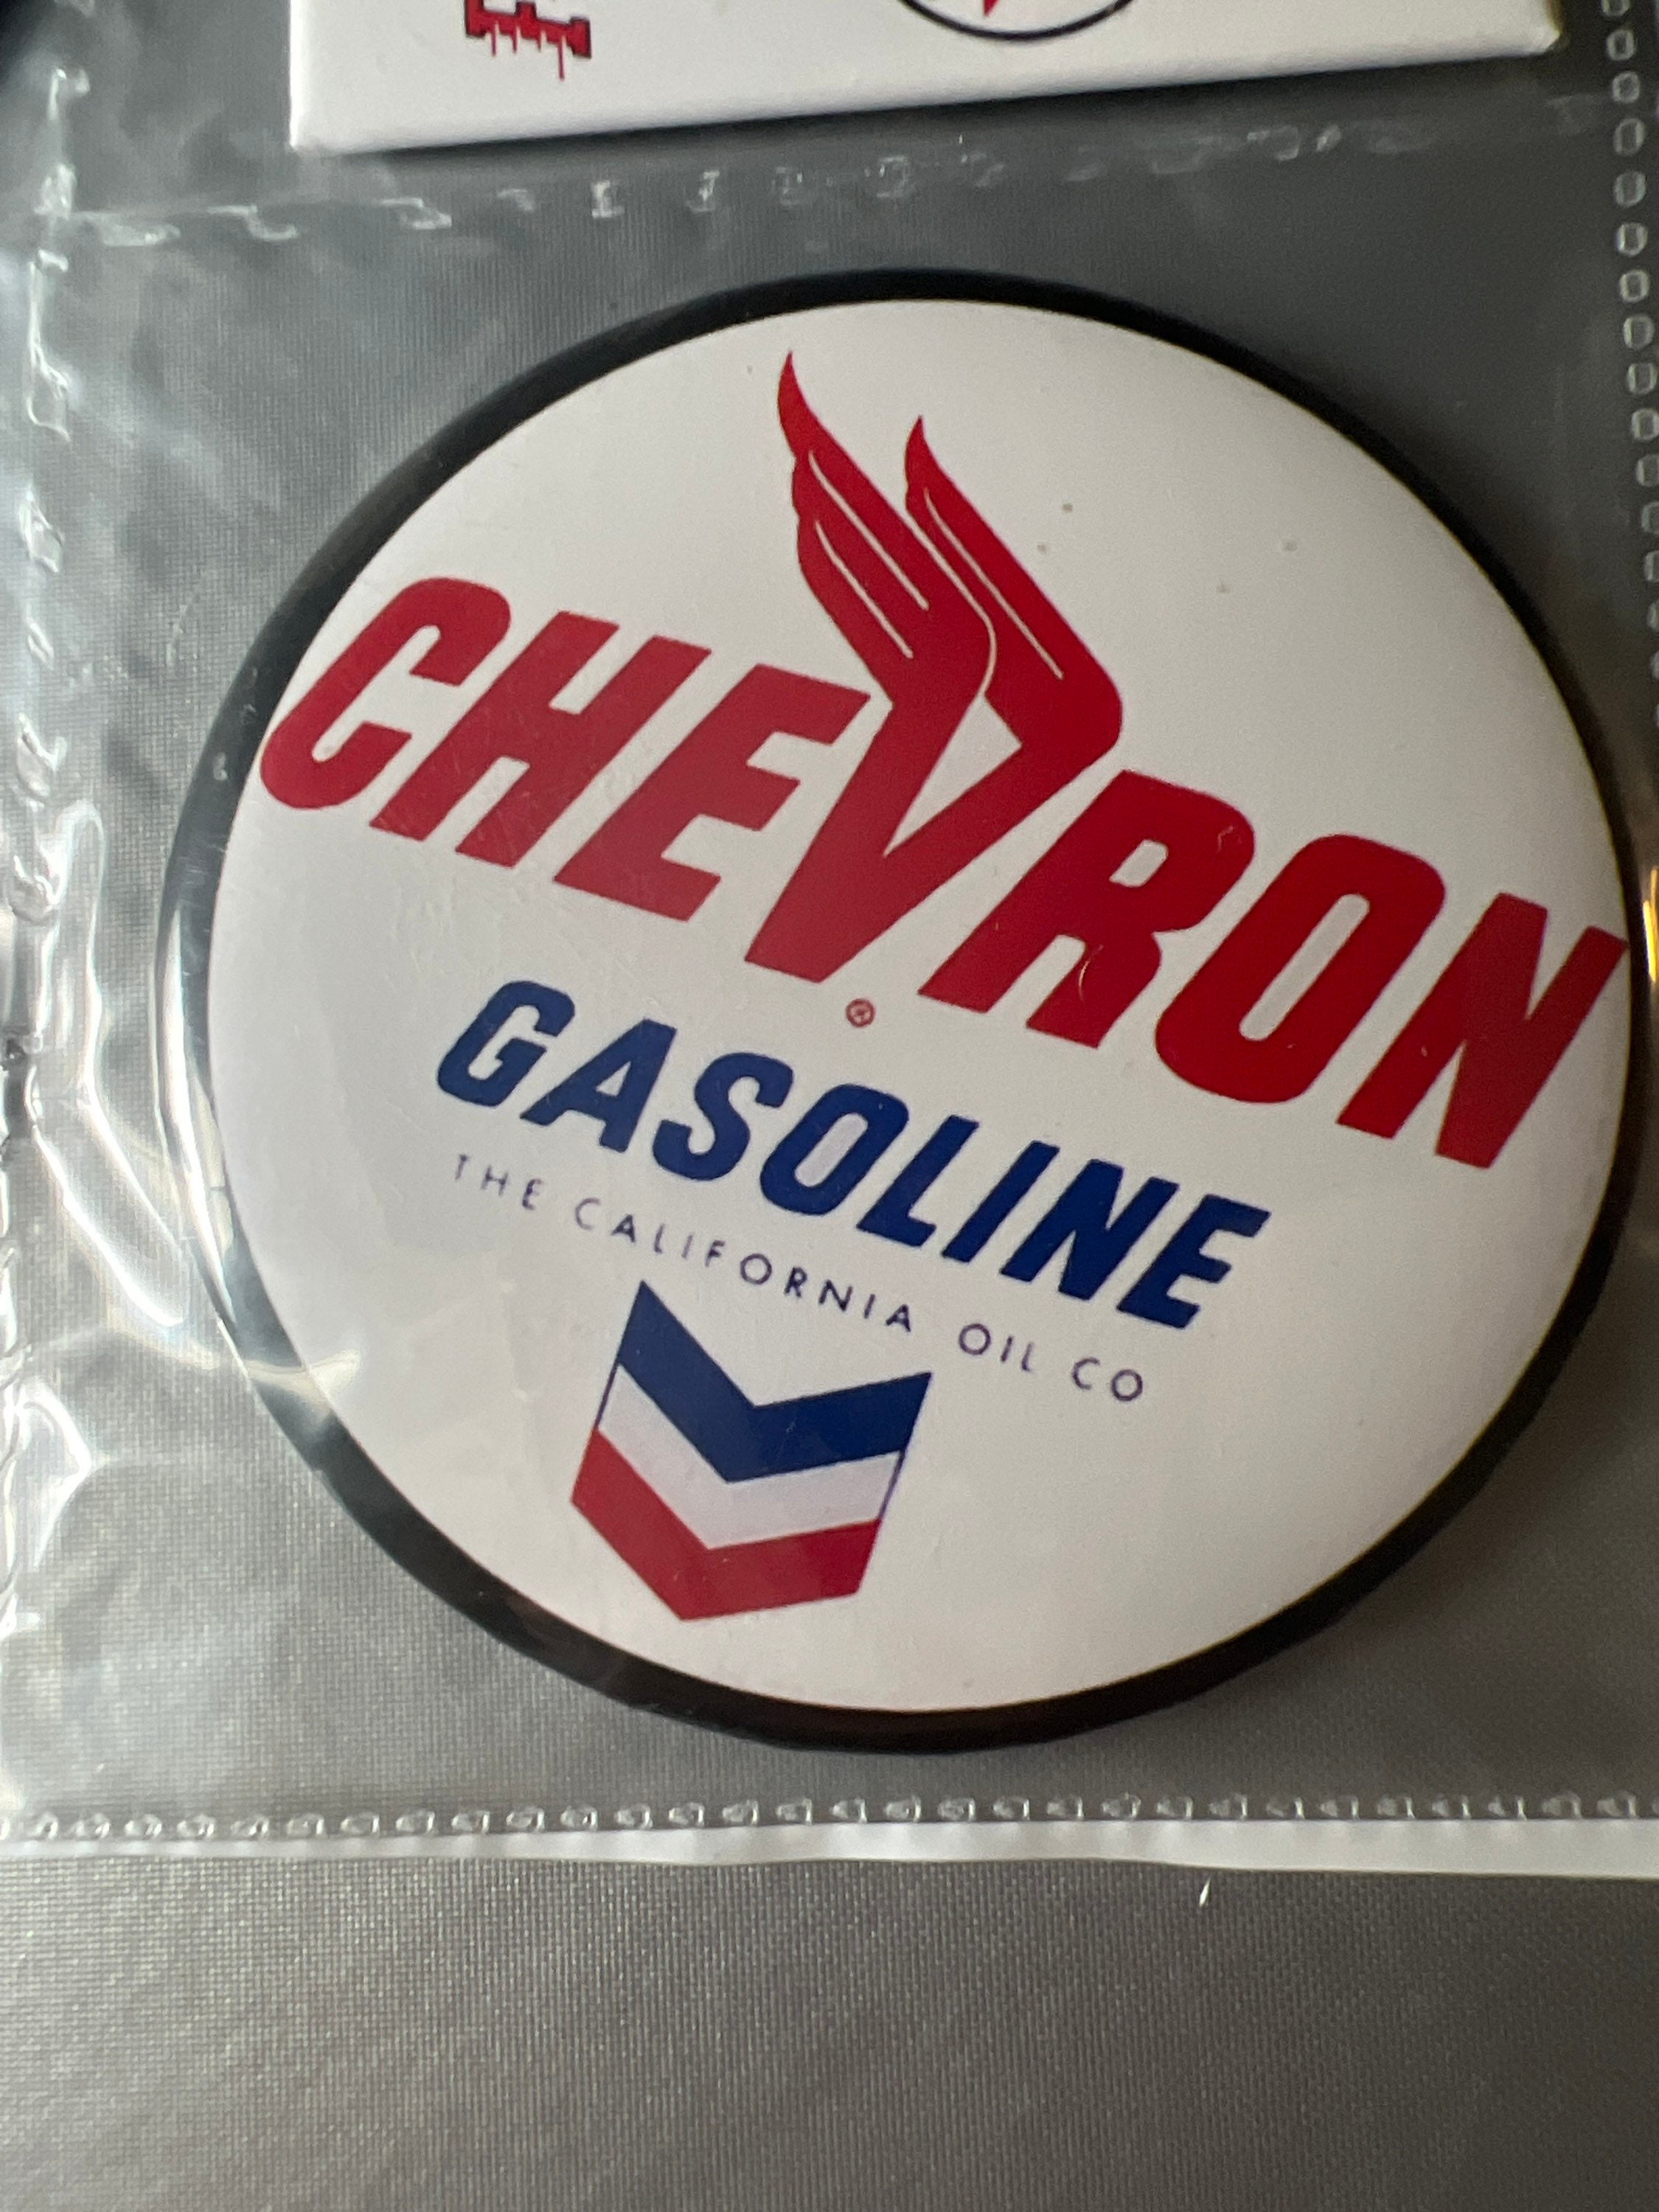 CHEVRON
®
GASOLINE
THE CALIFORNIA OIL CO